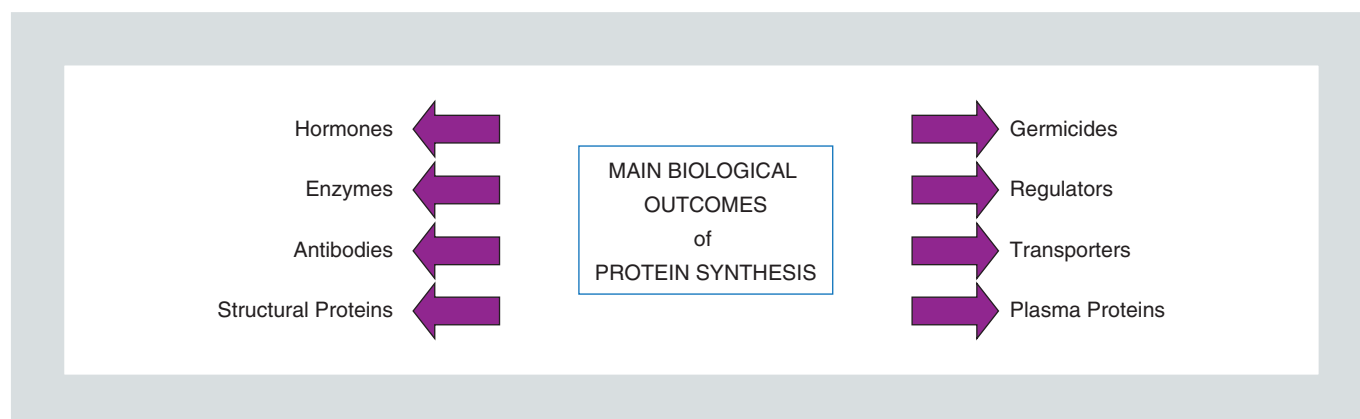 Hormones
Enzymes
Antibodies
Structural Proteins
MAIN BIOLOGICAL
OUTCOMES
of
PROTEIN SYNTHESIS
Germicides
Regulators
Transporters
Plasma Proteins